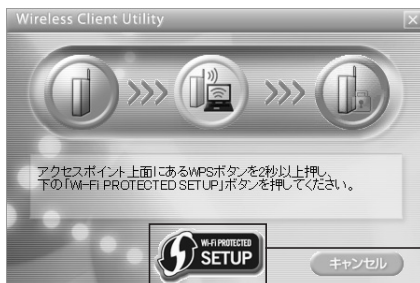 Wireless Client Utility
アクセスポイント上面にあるWPSボタンを2秒以上押し、
下の「WI-FI PROTECTED SETUP」ボタンを押してください。
WI-FI PROTECTED
SETUP
キャンセル